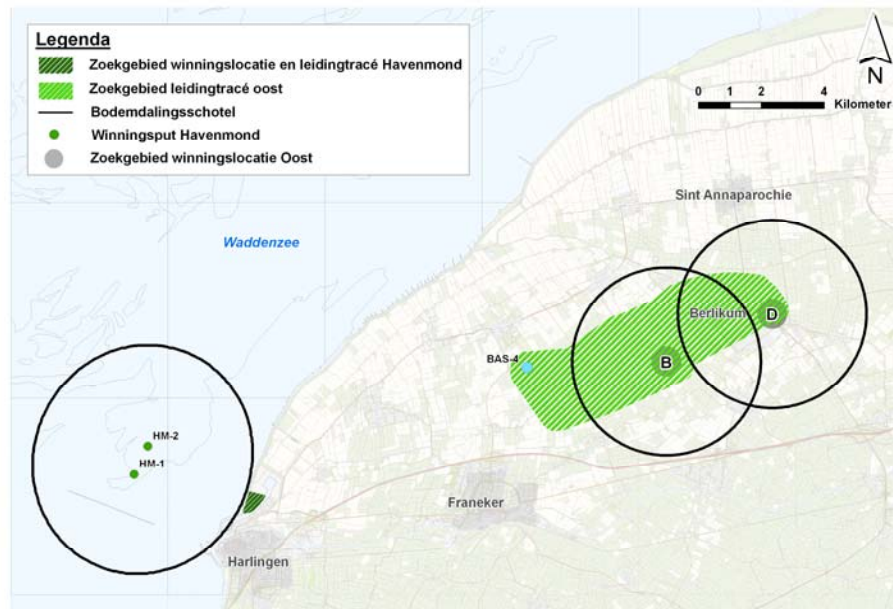 Legenda
Zoekgebied winningslocatie en leidingtracé Havenmond
Zoekgebied leidingtracé oost
Bodemdalingsschotel
Winningsput Havenmond
Zoekgebied winningslocatie Oost
N
0 1 2 4
Kilometer
Sint Annaparochie
Waddenzee
Berlikum
D
BAS-4
B
HM-2
HM-1
Franeker
Harlingen